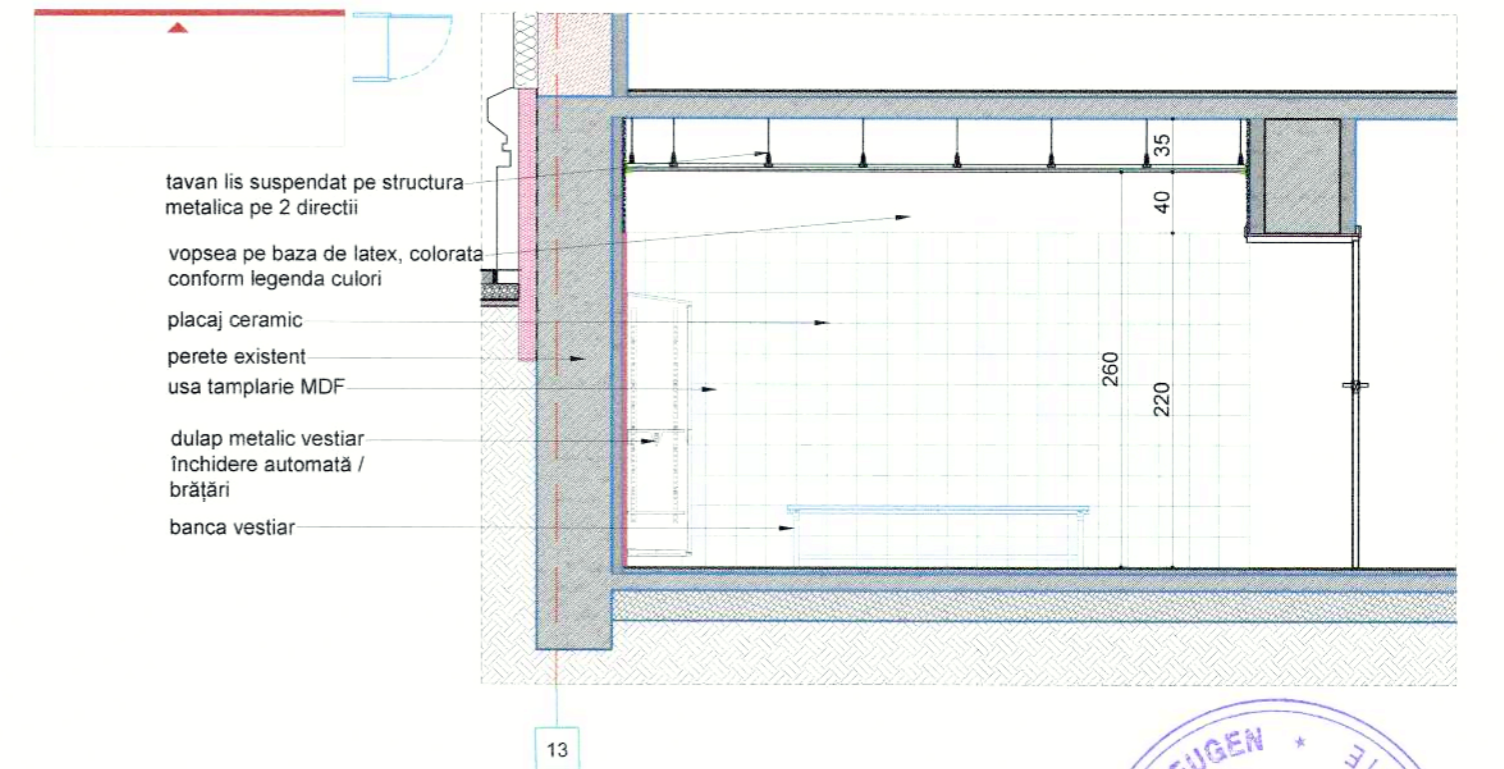 tavan lis suspendat pe structura
metalica pe 2 directii
vopsea pe baza de latex, colorata
conform legenda culori
placaj ceramic
perete existent
usa tamplarie MDF
dulap metalic vestiar
închidere automată /
brățări
banca vestiar
35
40
260
220
13
EUGEN *